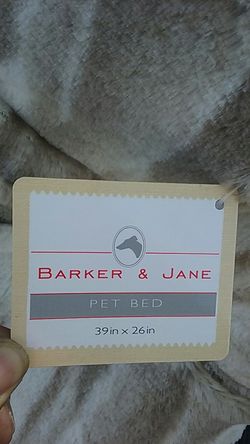 BARKER & JANE
PET BED
39in x 26in